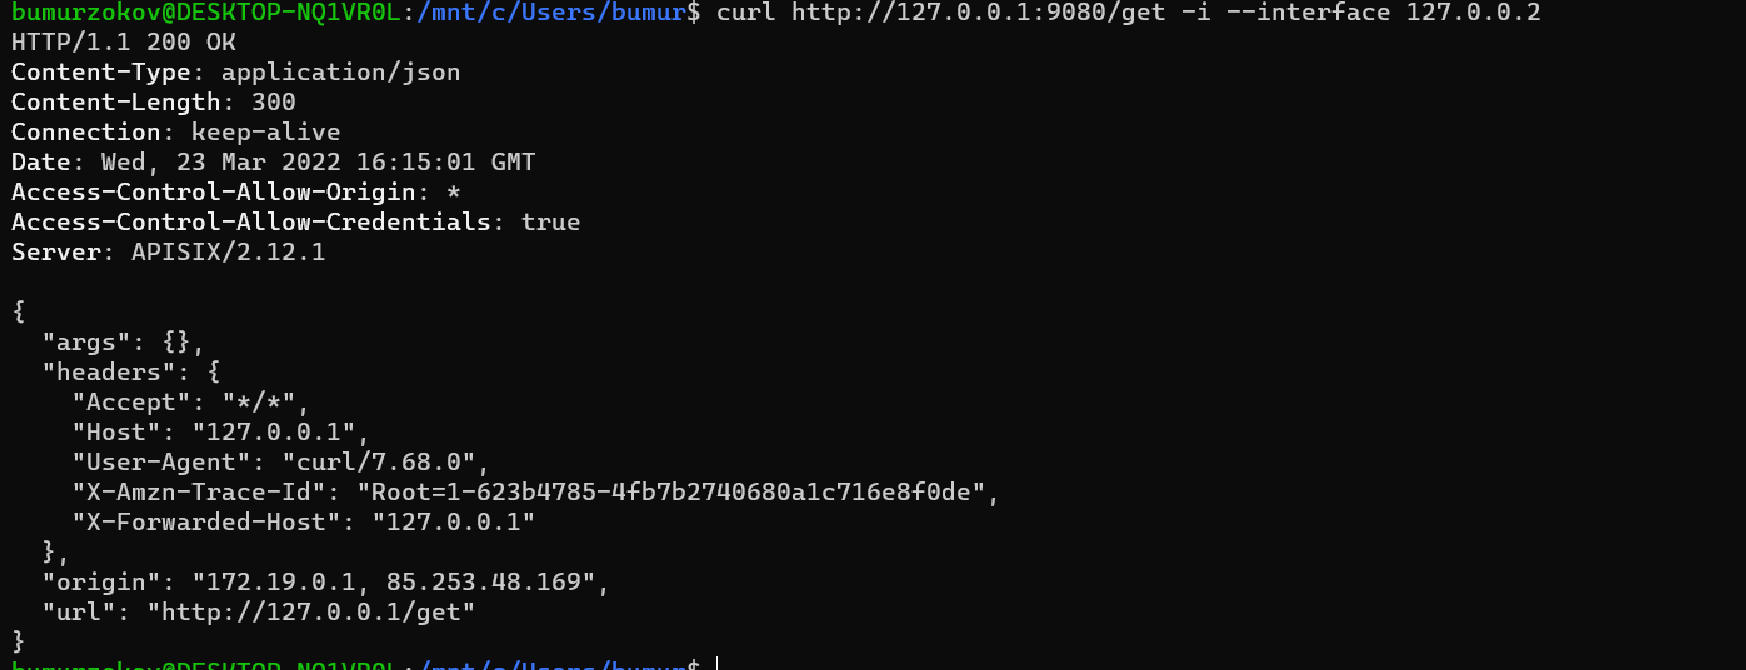 bumurzokov@DESKTOP-NQ1VR0L:/mnt/c/Users/bumur$ curl http://127.0.0.1:9080/get -i --interface 127.0.0.2
HTTP/1.1 200 OK
Content-Type: application/json
Content-Length: 300
Connection: keep-alive
Date: Wed, 23 Mar 2022 16:15:01 GMT
Access-Control-Allow-Origin: *
Access-Control-Allow-Credentials: true
Server: APISIX/2.12.1

{
  "args": {},
  "headers": {
    "Accept": "*/*",
    "Host": "127.0.0.1",
    "User-Agent": "curl/7.68.0",
    "X-Amzn-Trace-Id": "Root=1-623b4785-4fb7b2740680a1c716e8f0de",
    "X-Forwarded-Host": "127.0.0.1"
  },
  "origin": "172.19.0.1, 85.253.48.169",
  "url": "http://127.0.0.1/get"
}
bumurzokov@DESKTOP-NQ1VR0L:/mnt/c/Users/bumur$